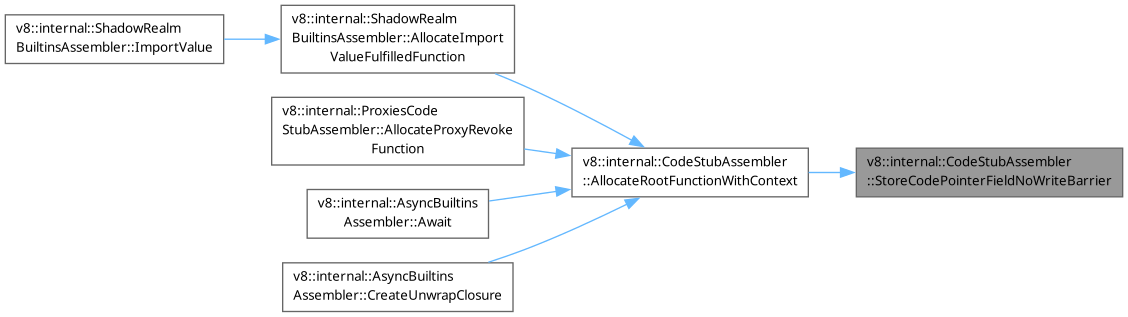 v8::internal::ShadowRealm
BuiltinsAssembler::ImportValue
v8::internal::ShadowRealm
BuiltinsAssembler::AllocateImport
ValueFulfilledFunction
v8::internal::ProxiesCode
StubAssembler::AllocateProxyRevoke
Function
v8::internal::AsyncBuiltins
Assembler::Await
v8::internal::AsyncBuiltins
Assembler::CreateUnwrapClosure
v8::internal::CodeStubAssembler
::AllocateRootFunctionWithContext
v8::internal::CodeStubAssembler
::StoreCodePointerFieldNoWriteBarrier